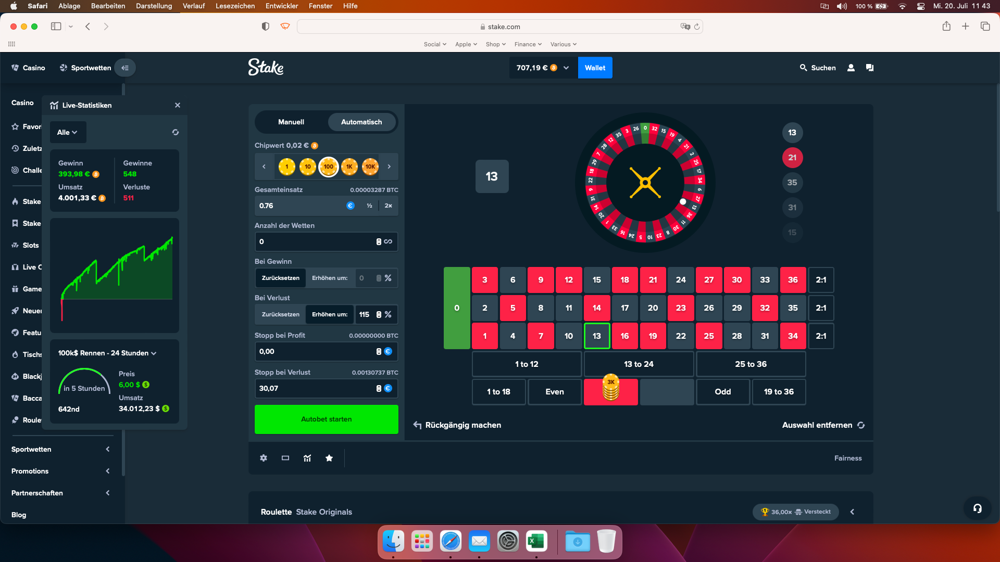 Safari Ablage Bearbeiten Darstellung Verlauf Lesezeichen Entwickler Fenster Hilfe 100 % Mi. 20. Juli 11 43
stake.com
Social Apple Shop Finance Various
Casino Sportwetten Stake 707,19 € Wallet Suchen
Casino
Favor
Zuletz
Challe
Stake
Stake
Slots
Live C
Game
Neuer
Featu
Tischs
Blackj
Bacca
Roule
Sportwetten
Promotions
Partnerschaften
Blog
Live-Statistiken
Alle
Gewinn Gewinne
393,98 € 548
Umsatz Verluste
4.001,33 € 511
100k$ Rennen - 24 Stunden
in 5 Stunden
642nd
Preis
6,00 $
Umsatz
34.012,23 $
Manuell Automatisch
Chipwert 0,02 €
1 10 100 1K 10K
Gesamteinsatz 0.00003287 BTC
0.76 € ½ 2x
Anzahl der Wetten
0 ∞
Bei Gewinn
Zurücksetzen Erhöhen um: 0 %
Bei Verlust
Zurücksetzen Erhöhen um: 115 %
Stopp bei Profit 0.00000000 BTC
0,00 €
Stopp bei Verlust 0.00130737 BTC
30,07 €
Autobet starten
13
0 32 15 19 4 21 2 25 17 34 6 27 13 36 11 30 8 23 10 5 24 16 33 1 20 14 31 9 22 18 29 7 28 12 35 3 26
13
21
35
31
15
0
3 6 9 12 15 18 21 24 27 30 33 36 2:1
2 5 8 11 14 17 20 23 26 29 32 35 2:1
1 4 7 10 13 16 19 22 25 28 31 34 2:1
1 to 12 13 to 24 25 to 36
1 to 18 Even 3K Odd 19 to 36
Rückgängig machen Auswahl entfernen
Fairness
Roulette Stake Originals 36,00x Versteckt